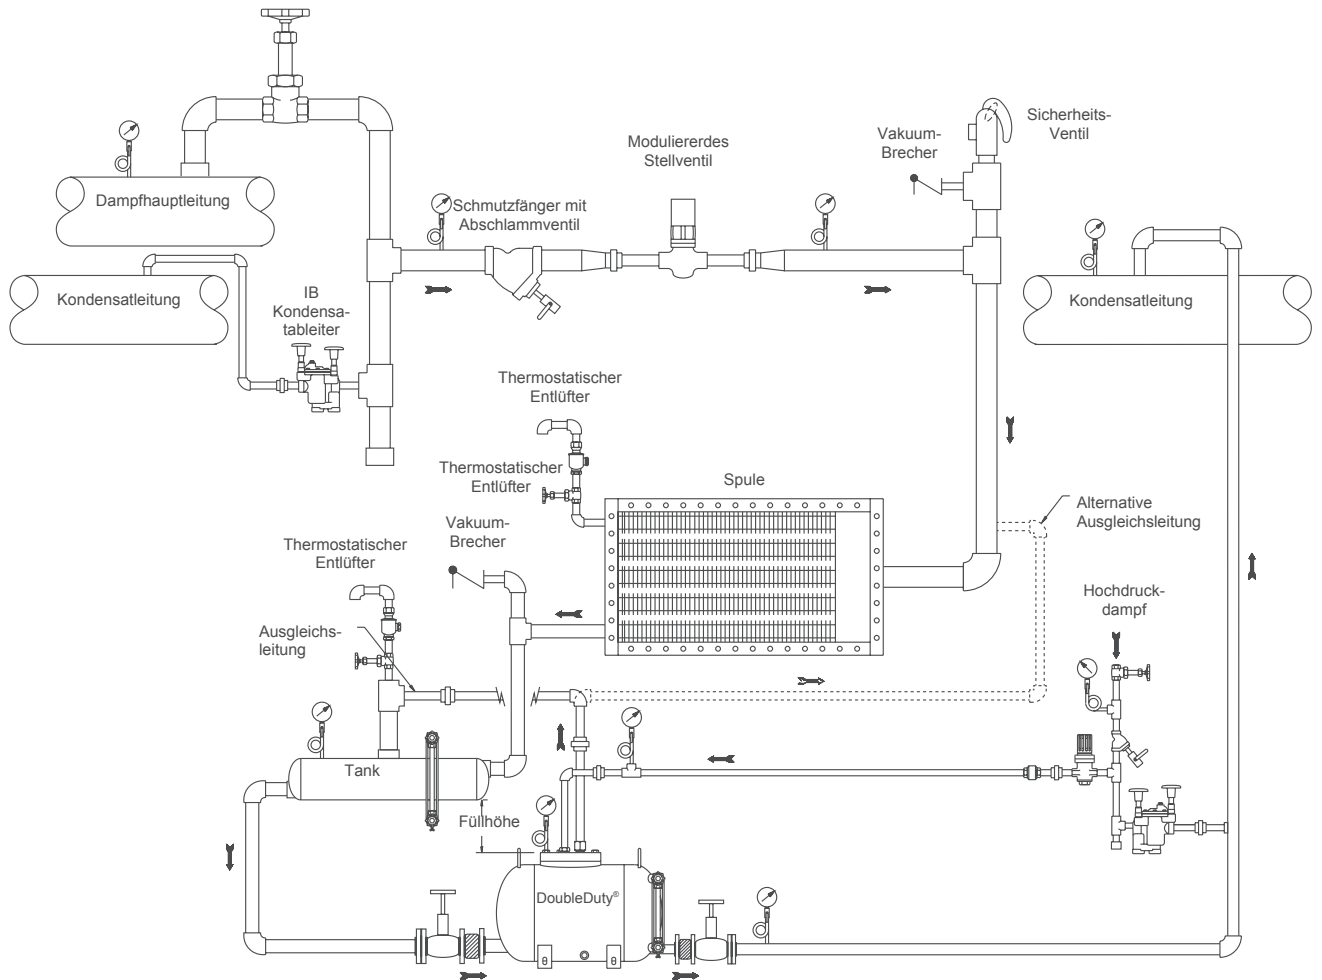 Sicherheits-
Ventil
Vakuum-
Brecher
Moduliererdes
Stellventil
Dampfhauptleitung
Schmutzfänger mit
Abschlammventil
Kondensatleitung
IB
Kondensa-
tableiter
Kondensatleitung
Thermostatischer
Entlüfter
Thermostatischer
Entlüfter
Spule
Alternative
Ausgleichsleitung
Vakuum-
Brecher
Thermostatischer
Entlüfter
Hochdruck-
dampf
Ausgleichs-
leitung
Tank
Füllhöhe
DoubleDuty®